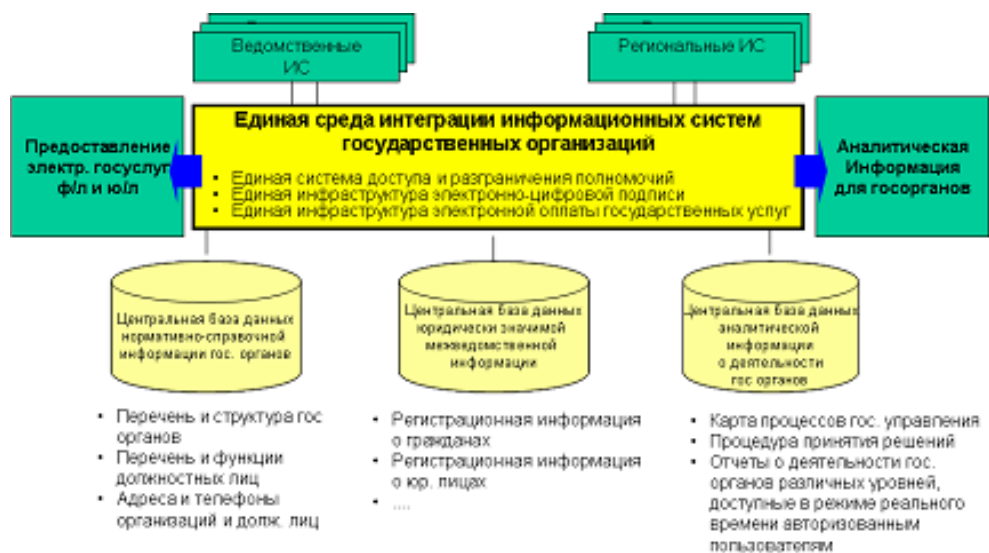 Ведомственные
ИС
Региональные ИС
Предоставление
электр. госуслуг
ф/л и ю/л
Единая среда интеграции информационных систем
государственных организаций
• Единая система доступа и разграничения полномочий
• Единая инфраструктура электронно-цифровой подписи
• Единая инфраструктура электронной оплаты государственных услуг
Аналитическая
Информация
для госорганов
Центральная база данных
нормативно-справочной
информации гос. органов
Центральная база данных
юридически значимой
межведомственной
информации
Центральная база данных
аналитической
информации
о деятельности
гос органов
• Перечень и структура гос
органов
• Перечень и функции
должностных лиц
• Адреса и телефоны
организаций и долж. лиц
• Регистрационная информация
о гражданах
• Регистрационная информация
о юр. лицах
• ....
• Карта процессов гос. управления
• Процедура принятия решений
• Отчеты о деятельности гос.
органов различных уровней,
доступные в режиме реального
времени авторизованным
пользователям